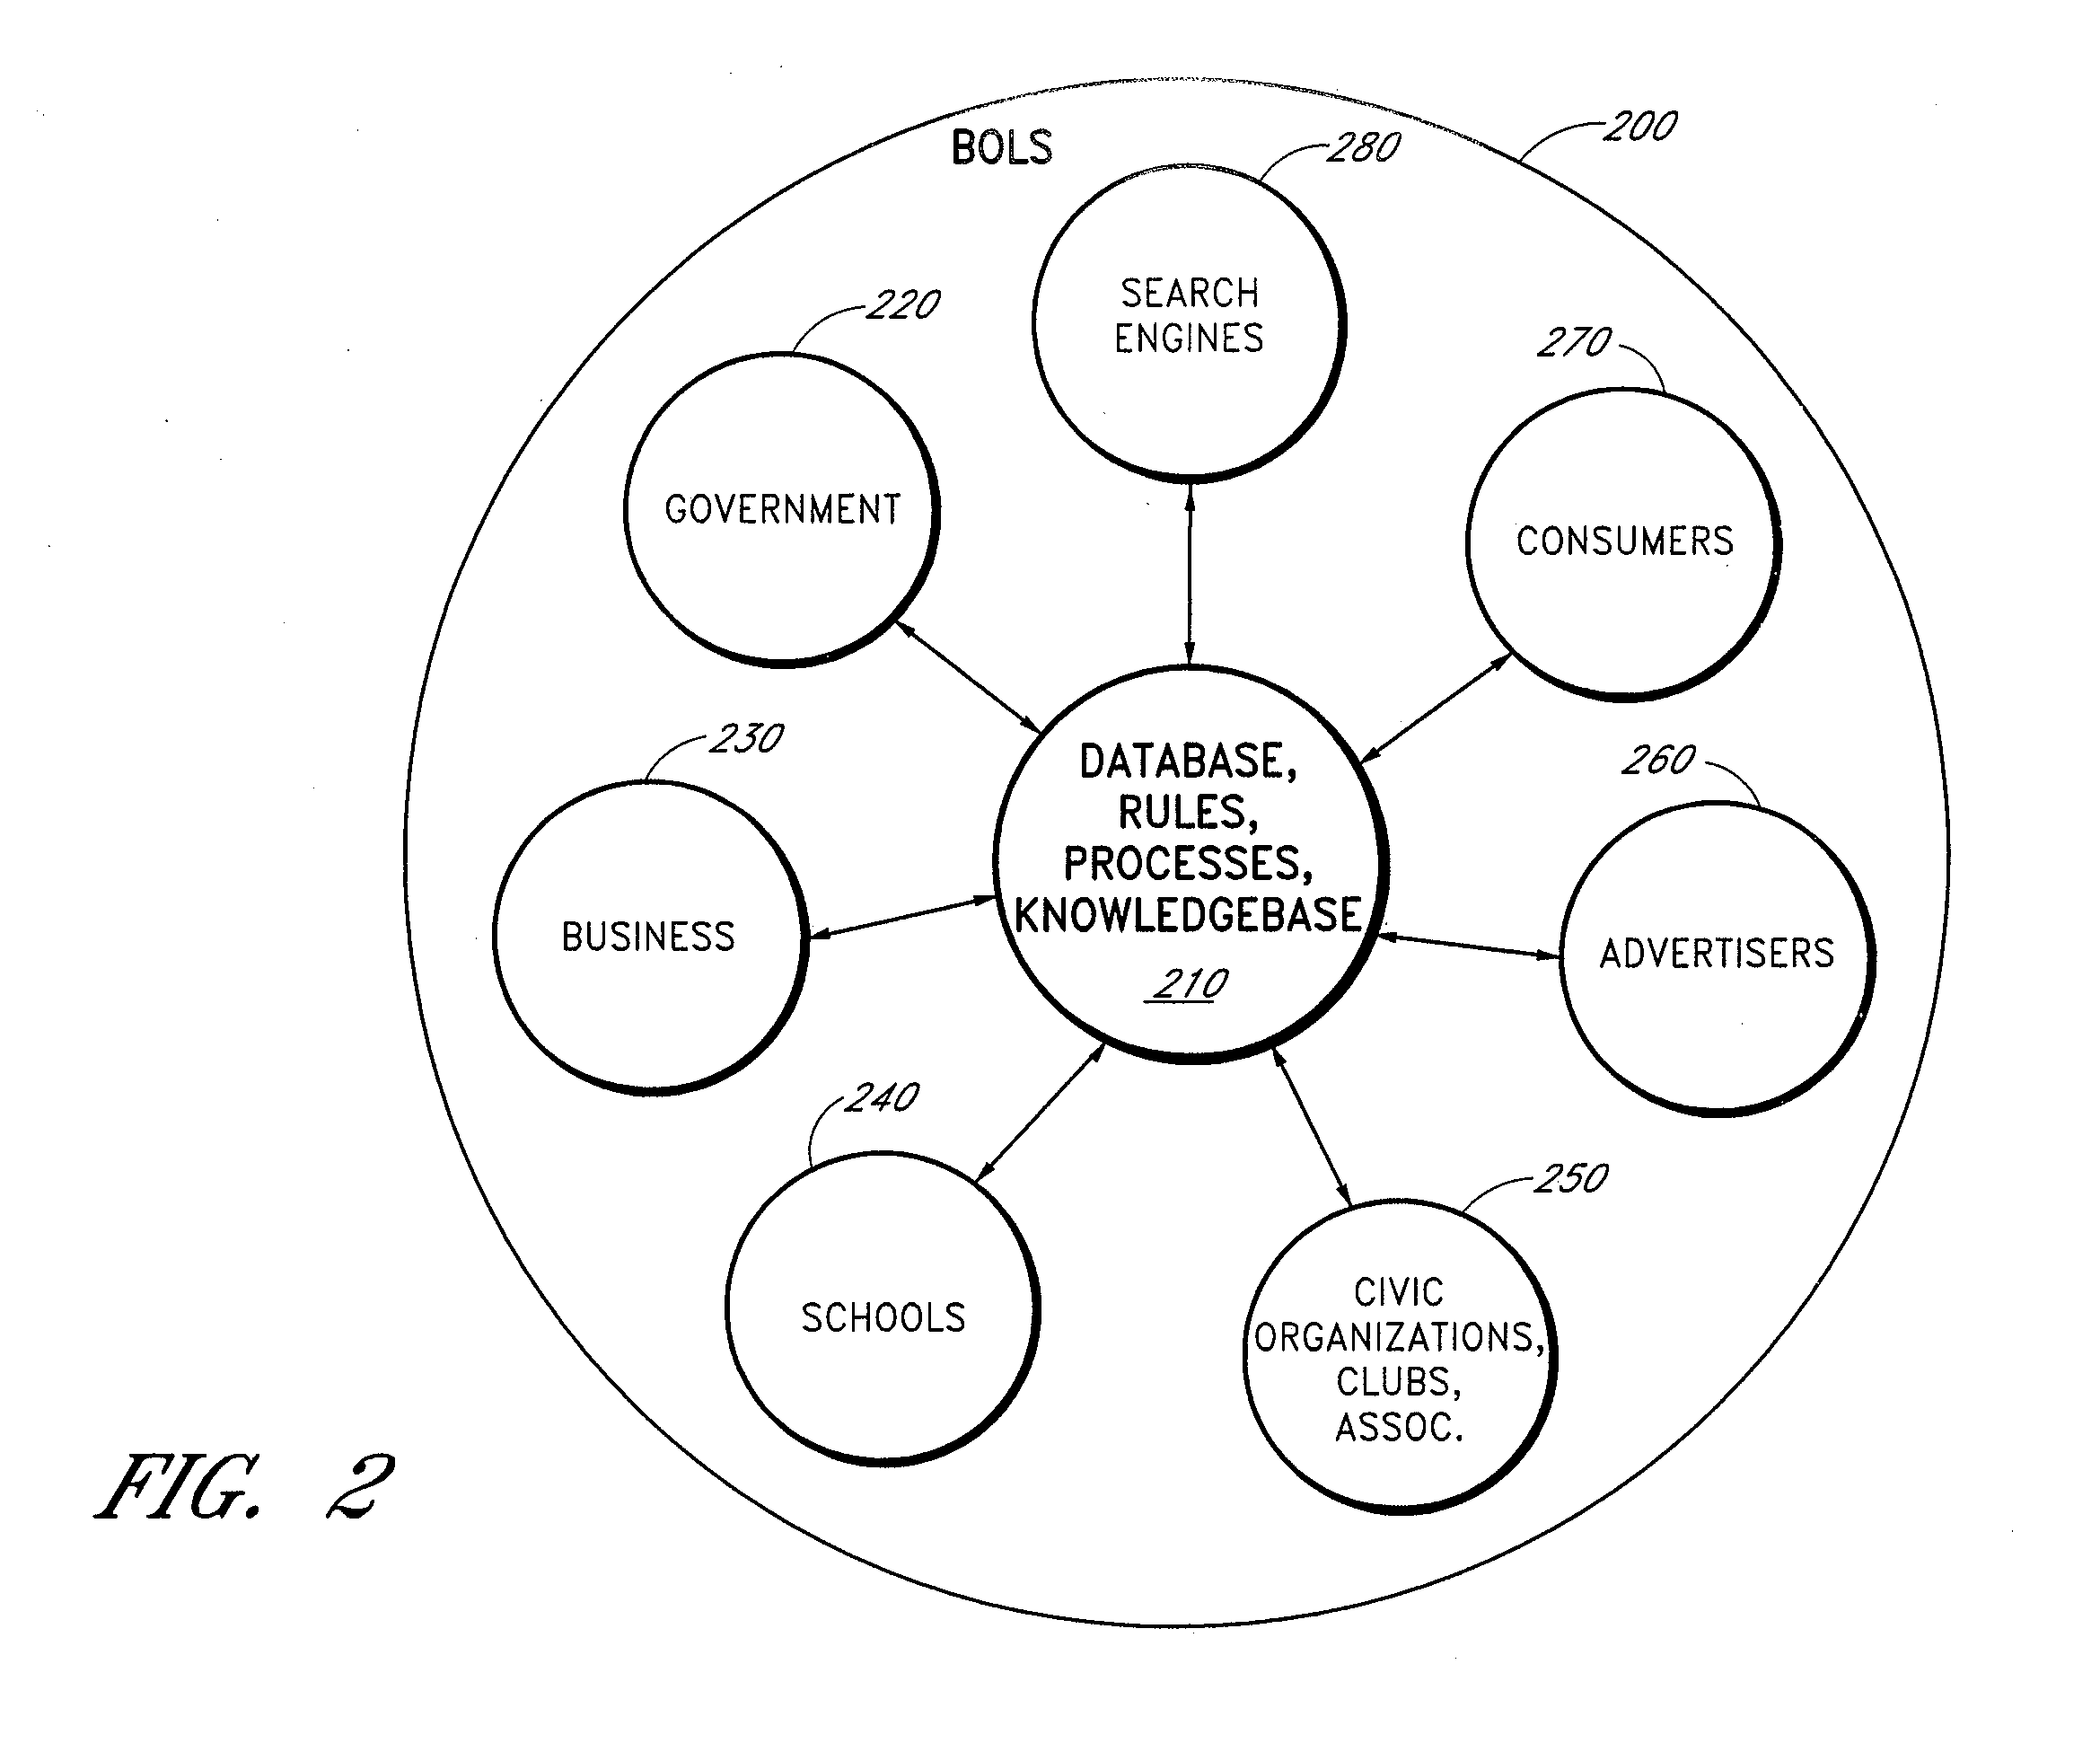 BOLS
200
280
SEARCH
ENGINES
220
GOVERNMENT
270
CONSUMERS
230
BUSINESS
DATABASE,
RULES,
PROCESSES,
KNOWLEDGEBASE
210
260
ADVERTISERS
240
SCHOOLS
250
CIVIC
ORGANIZATIONS,
CLUBS,
ASSOC.
FIG. 2